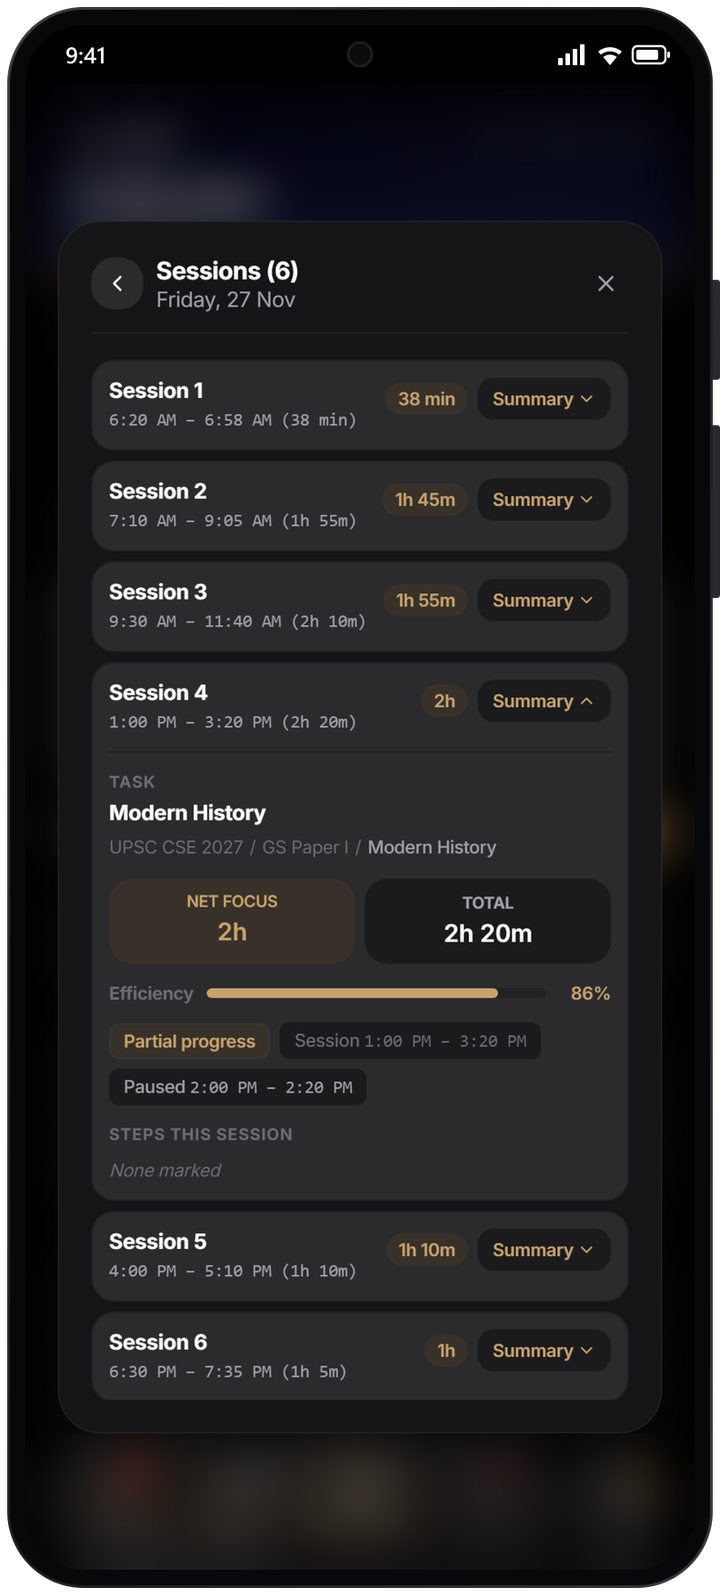 9:41
Sessions (6)
Friday, 27 Nov
Session 1
38 min
Summary
6:20 AM – 6:58 AM (38 min)
Session 2
1h 45m
Summary
7:10 AM – 9:05 AM (1h 55m)
Session 3
1h 55m
Summary
9:30 AM – 11:40 AM (2h 10m)
Session 4
2h
Summary
1:00 PM – 3:20 PM (2h 20m)
TASK
Modern History
UPSC CSE 2027 / GS Paper I / Modern History
NET FOCUS
2h
TOTAL
2h 20m
Efficiency
86%
Partial progress
Session 1:00 PM – 3:20 PM
Paused 2:00 PM – 2:20 PM
STEPS THIS SESSION
None marked
Session 5
1h 10m
Summary
4:00 PM – 5:10 PM (1h 10m)
Session 6
1h
Summary
6:30 PM – 7:35 PM (1h 5m)